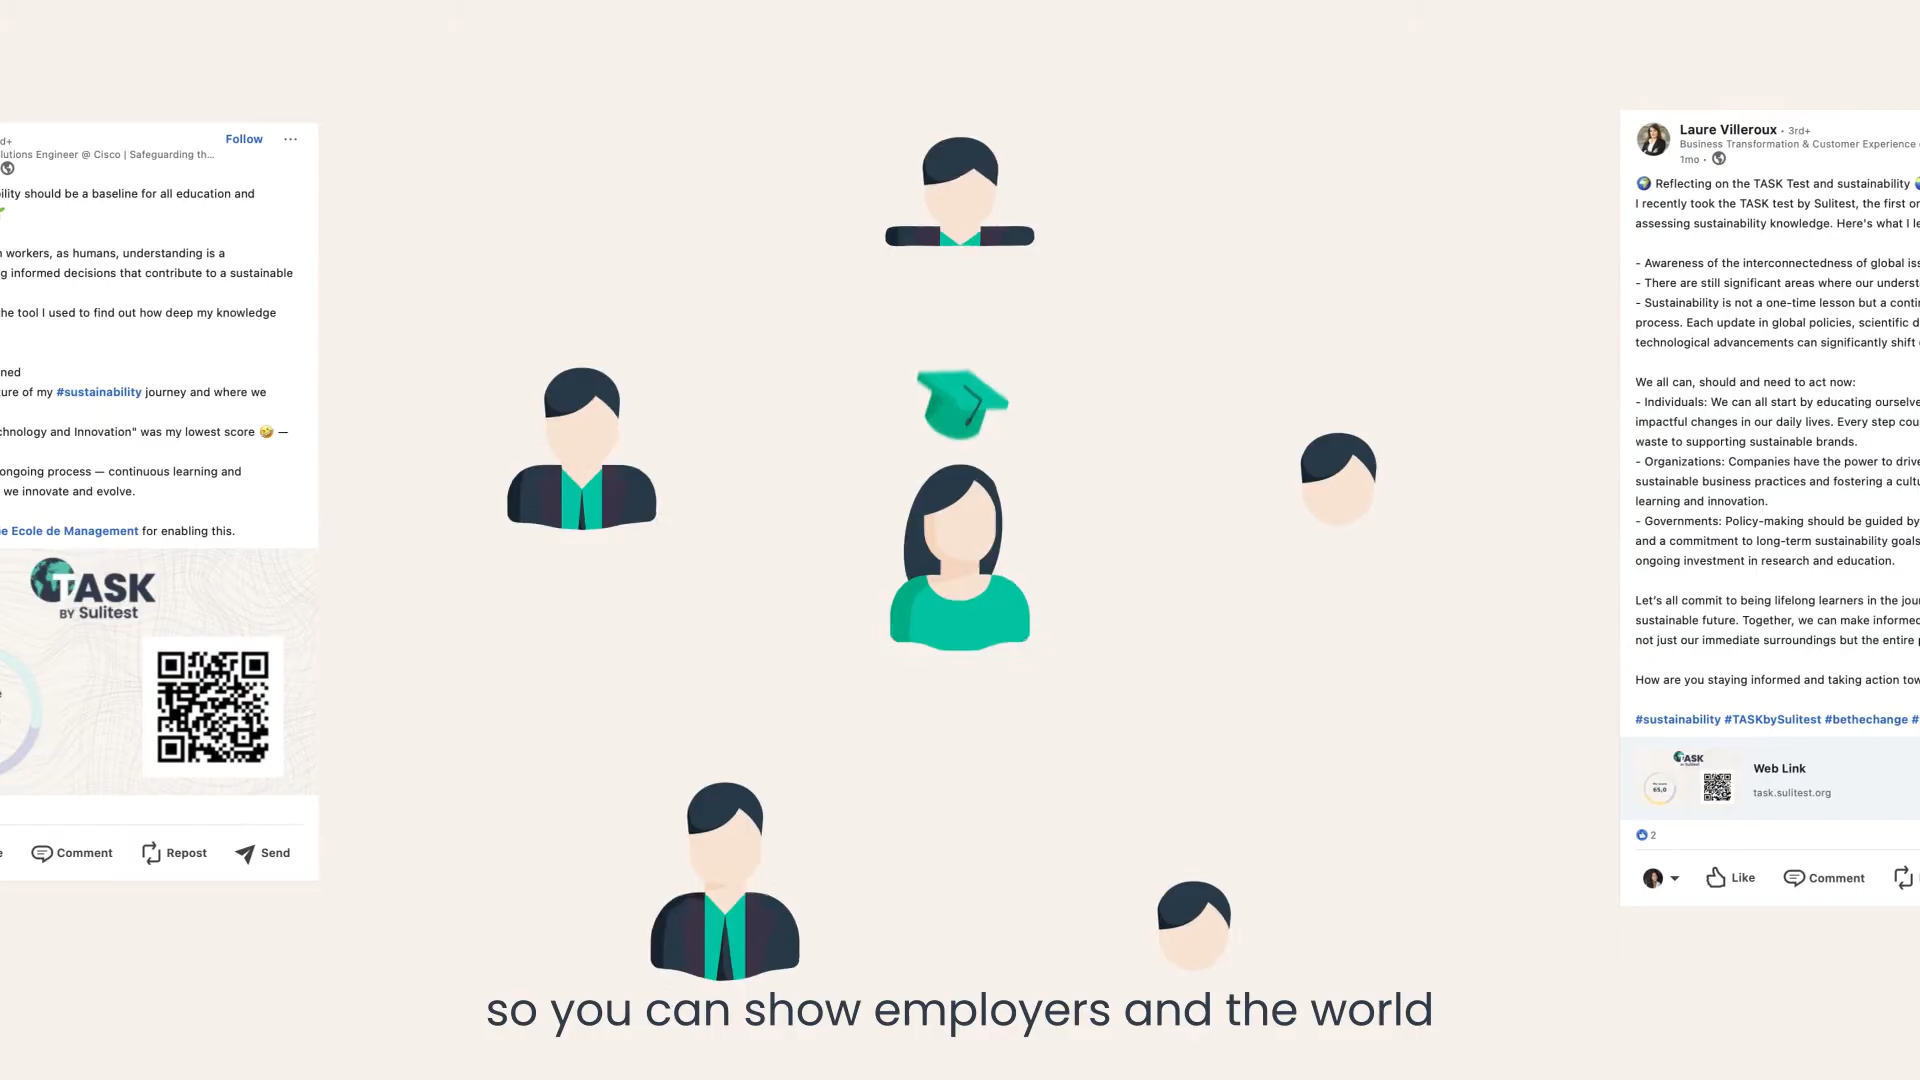 d+
Follow
lutions Engineer @ Cisco | Safeguarding th...
ility should be a baseline for all education and
n workers, as humans, understanding is a
g informed decisions that contribute to a sustainable
he tool I used to find out how deep my knowledge
ned
ure of my #sustainability journey and where we
chnology and Innovation" was my lowest score 🤣 —
ongoing process — continuous learning and
we innovate and evolve.
e Ecole de Management for enabling this.
TASK
BY Sulitest
e
Comment
Repost
Send
Laure Villeroux • 3rd+
Business Transformation & Customer Experience
1mo •
🌍 Reflecting on the TASK Test and sustainability 🌍
I recently took the TASK test by Sulitest, the first or
assessing sustainability knowledge. Here's what I le
- Awareness of the interconnectedness of global iss
- There are still significant areas where our underst
- Sustainability is not a one-time lesson but a conti
process. Each update in global policies, scientific d
technological advancements can significantly shift
We all can, should and need to act now:
- Individuals: We can all start by educating ourselve
impactful changes in our daily lives. Every step cou
waste to supporting sustainable brands.
- Organizations: Companies have the power to drive
sustainable business practices and fostering a cultu
learning and innovation.
- Governments: Policy-making should be guided by
and a commitment to long-term sustainability goals
ongoing investment in research and education.
Let's all commit to being lifelong learners in the jour
sustainable future. Together, we can make informed
not just our immediate surroundings but the entire p
How are you staying informed and taking action tow
#sustainability #TASKbySulitest #bethechange #
TASK
65,0
Web Link
task.sulitest.org
2
Like
Comment
so you can show employers and the world